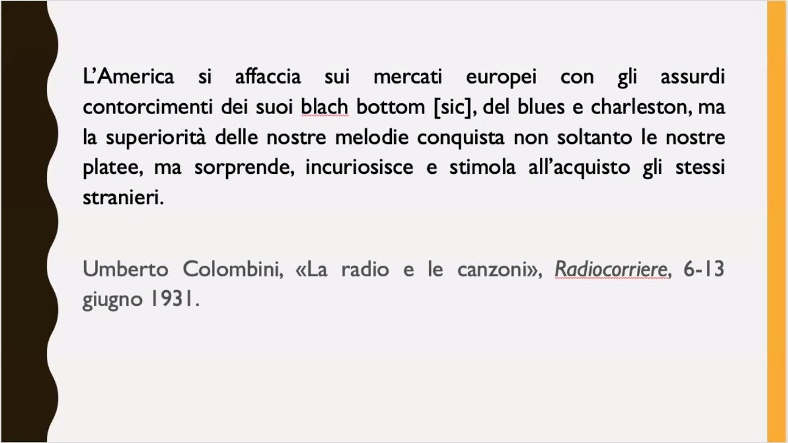 L’America si affaccia sui mercati europei con gli assurdi
contorcimenti dei suoi blach bottom [sic], del blues e charleston, ma
la superiorità delle nostre melodie conquista non soltanto le nostre
platee, ma sorprende, incuriosisce e stimola all’acquisto gli stessi
stranieri.
Umberto Colombini, «La radio e le canzoni», Radiocorriere, 6-13
giugno 1931.